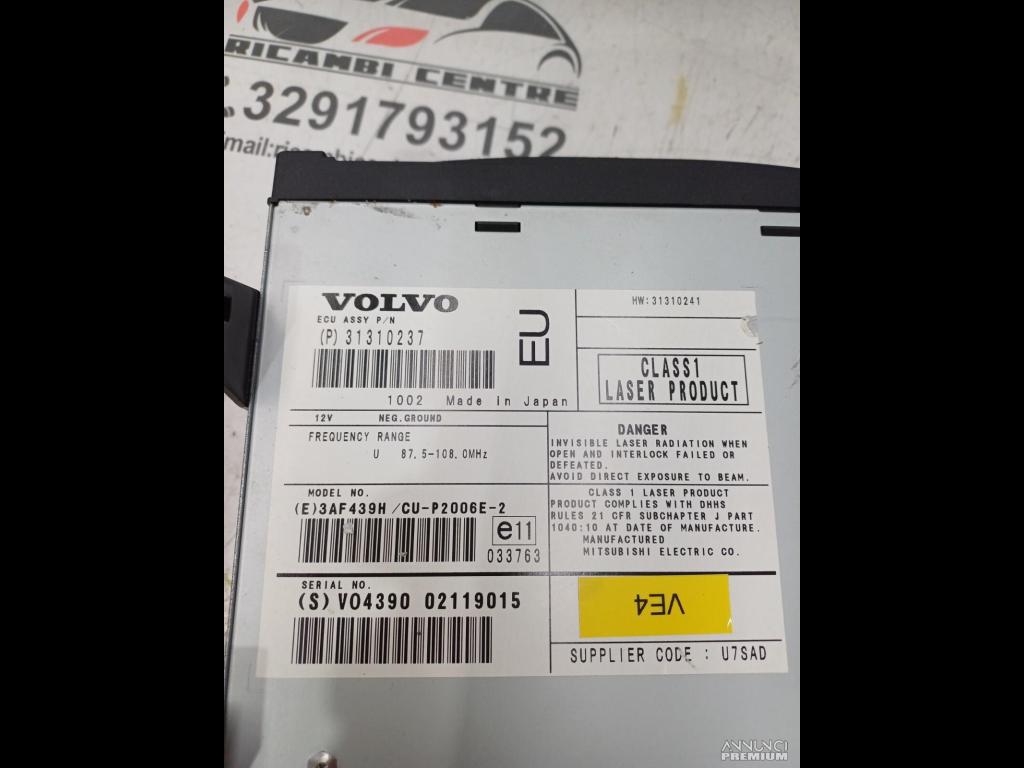 RICAMBI CENTRE
3291793152
VOLVO
ECU ASSY P/N
(P) 31310237
1002 Made in Japan
EU
HW:31310241
CLASS1
LASER PRODUCT
12V NEG.GROUND
FREQUENCY RANGE
U 87.5-108.0MHz
DANGER
INVISIBLE LASER RADIATION WHEN
OPEN AND INTERLOCK FAILED OR
DEFEATED.
AVOID DIRECT EXPOSURE TO BEAM.
CLASS 1 LASER PRODUCT
PRODUCT COMPLIES WITH DHHS
RULES 21 CFR SUBCHAPTER J PART
1040:10 AT DATE OF MANUFACTURE.
MANUFACTURED
MITSUBISHI ELECTRIC CO.
MODEL NO.
(E)3AF439H/CU-P2006E-2
e11
033763
SERIAL NO.
(S) VO4390 02119015
VE4
SUPPLIER CODE : U7SAD
ANNUNCI
PREMIUM